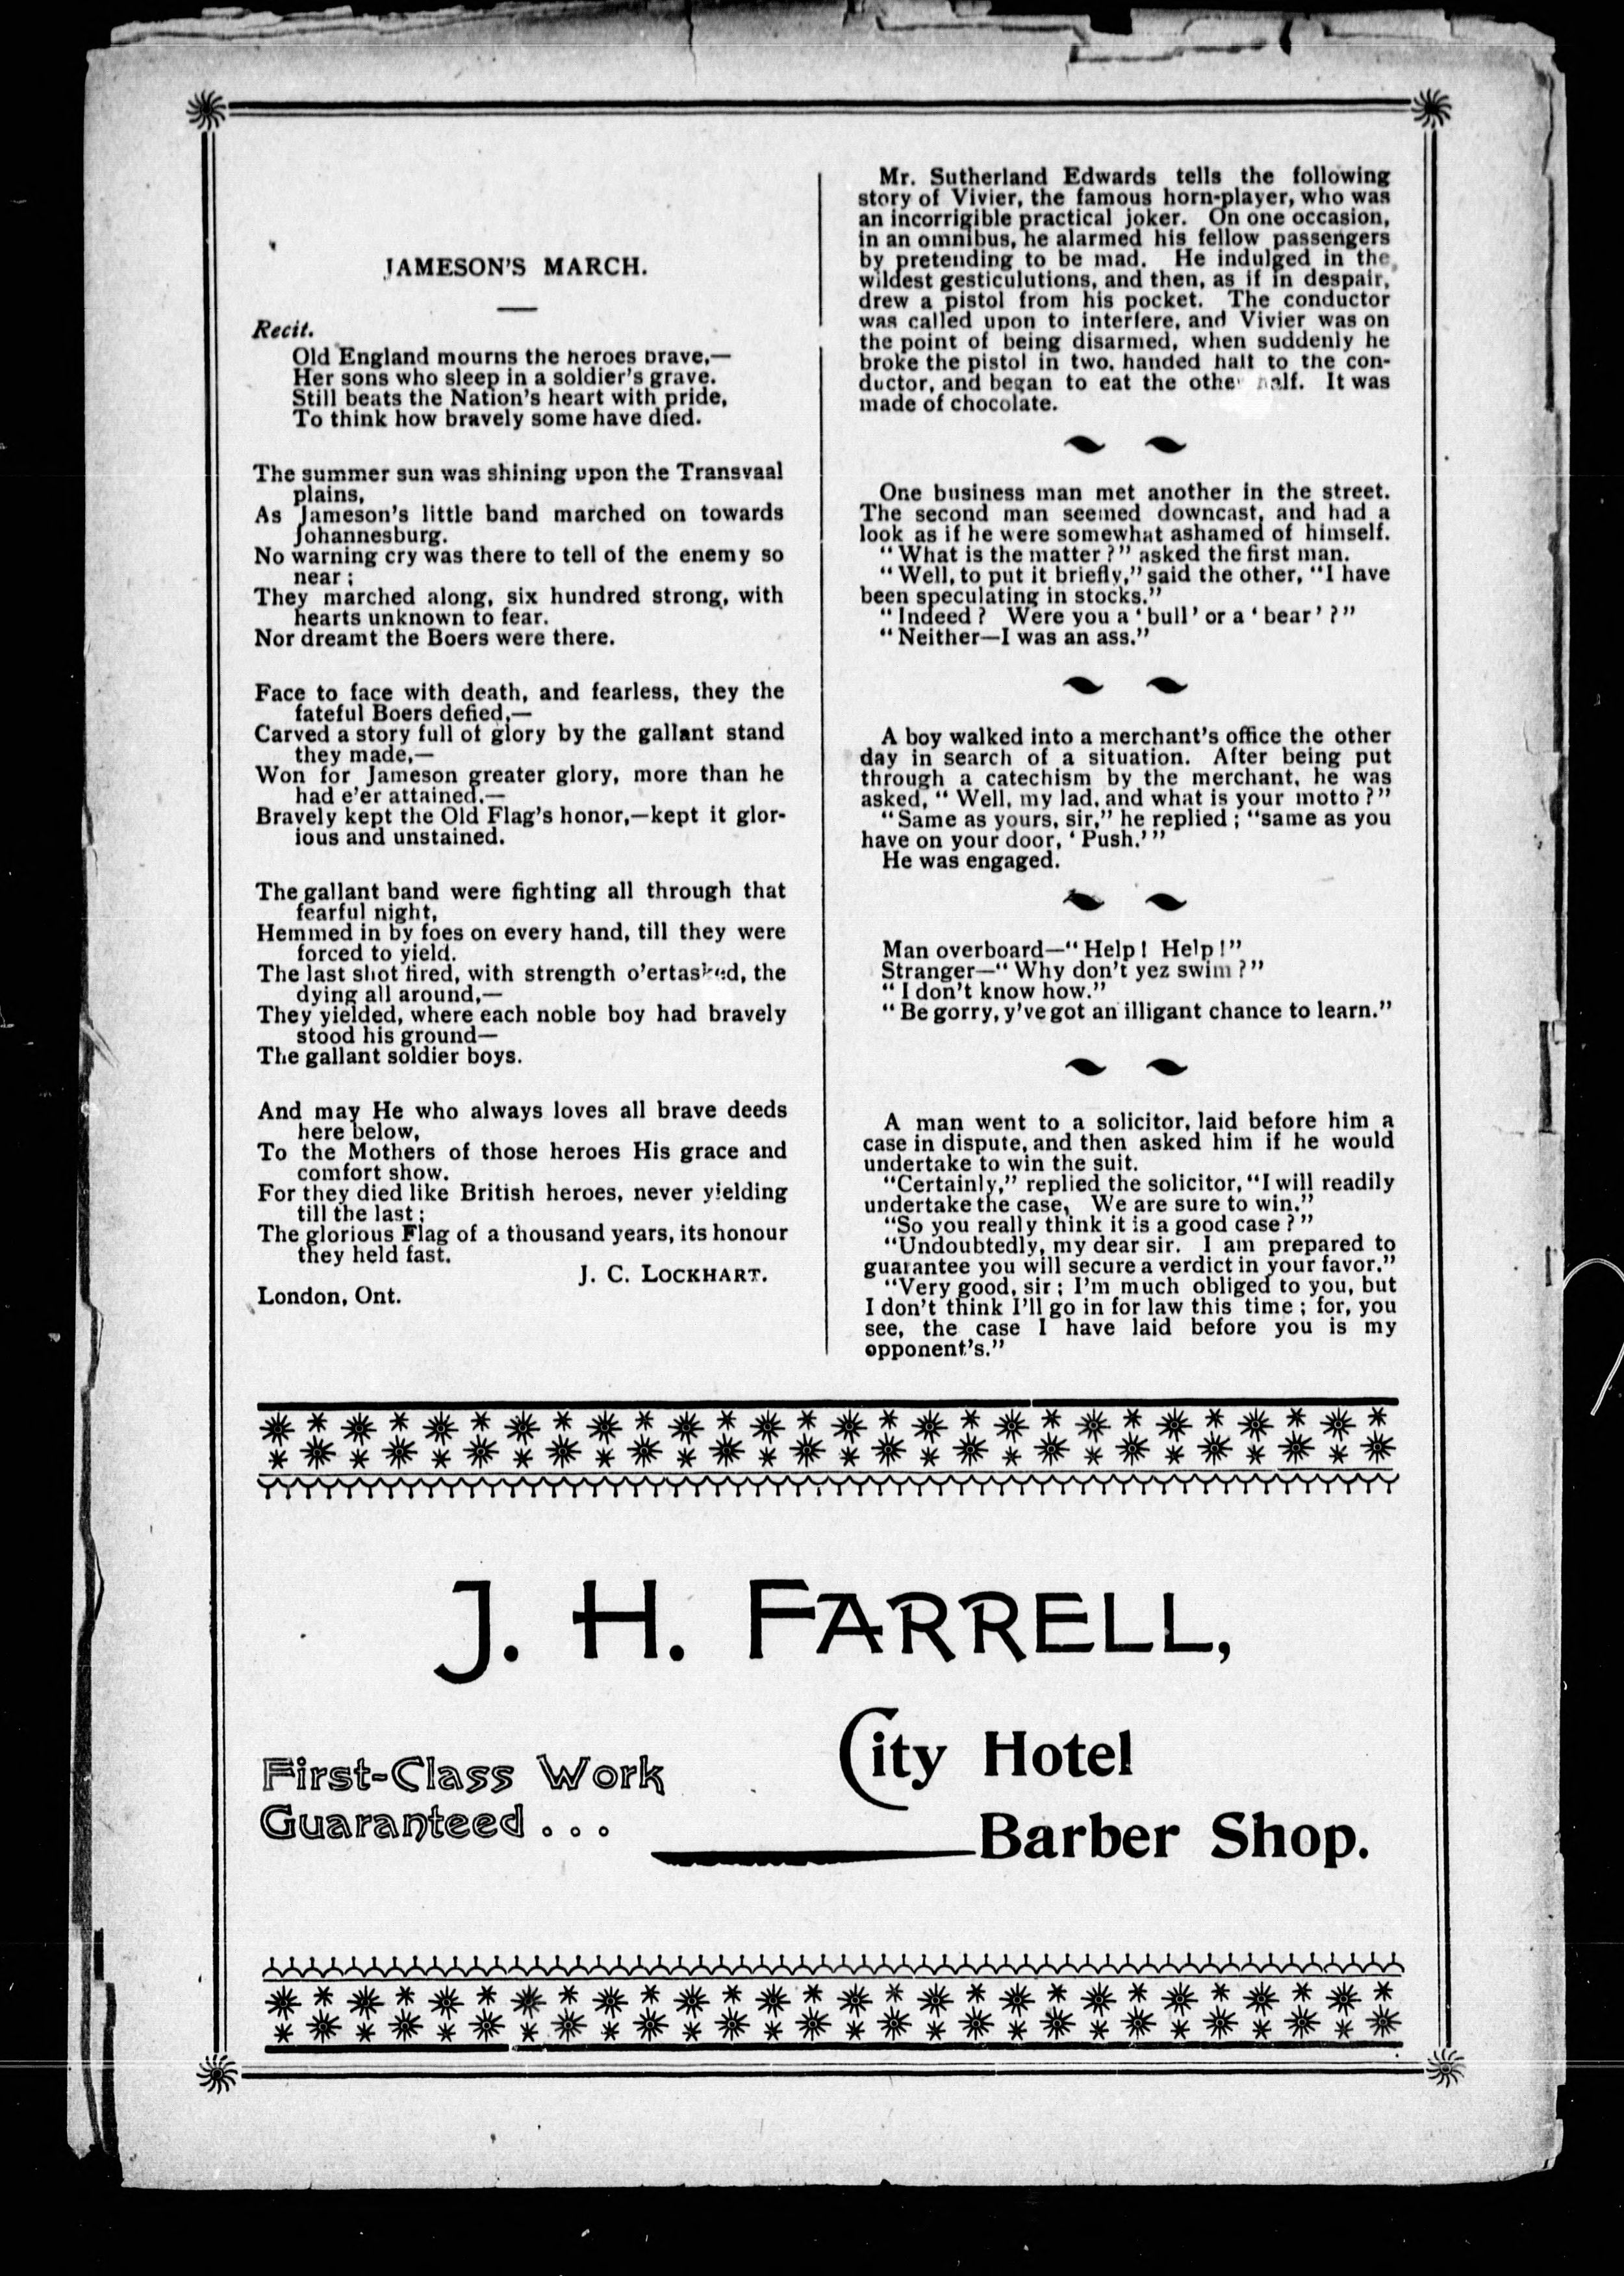 JAMESON'S MARCH.
Recit.
Old England mourns the heroes brave,—
Her sons who sleep in a soldier's grave.
Still beats the Nation's heart with pride,
To think how bravely some have died.
The summer sun was shining upon the Transvaal
plains,
As Jameson's little band marched on towards
Johannesburg.
No warning cry was there to tell of the enemy so
near ;
They marched along, six hundred strong, with
hearts unknown to fear.
Nor dreamt the Boers were there.
Face to face with death, and fearless, they the
fateful Boers defied,—
Carved a story full of glory by the gallant stand
they made,—
Won for Jameson greater glory, more than he
had e'er attained,—
Bravely kept the Old Flag's honor,—kept it glor-
ious and unstained.
The gallant band were fighting all through that
fearful night,
Hemmed in by foes on every hand, till they were
forced to yield.
The last shot fired, with strength o'ertasked, the
dying all around,—
They yielded, where each noble boy had bravely
stood his ground—
The gallant soldier boys.
And may He who always loves all brave deeds
here below,
To the Mothers of those heroes His grace and
comfort show.
For they died like British heroes, never yielding
till the last ;
The glorious Flag of a thousand years, its honour
they held fast.
J. C. LOCKHART.
London, Ont.
Mr. Sutherland Edwards tells the following
story of Vivier, the famous horn-player, who was
an incorrigible practical joker. On one occasion,
in an omnibus, he alarmed his fellow passengers
by pretending to be mad. He indulged in the
wildest gesticulutions, and then, as if in despair,
drew a pistol from his pocket. The conductor
was called upon to interfere, and Vivier was on
the point of being disarmed, when suddenly he
broke the pistol in two, handed half to the con-
ductor, and began to eat the other half. It was
made of chocolate.
One business man met another in the street.
The second man seemed downcast, and had a
look as if he were somewhat ashamed of himself.
“ What is the matter ?” asked the first man.
“ Well, to put it briefly,” said the other, “I have
been speculating in stocks.”
“ Indeed ? Were you a ‘ bull ’ or a ‘ bear ’ ?”
“ Neither—I was an ass.”
A boy walked into a merchant's office the other
day in search of a situation. After being put
through a catechism by the merchant, he was
asked, “ Well, my lad, and what is your motto ?”
“ Same as yours, sir,” he replied ; “same as you
have on your door, ‘ Push.’ ”
He was engaged.
Man overboard—“ Help ! Help !”
Stranger—“ Why don't yez swim ?”
“ I don't know how.”
“ Be gorry, y've got an illigant chance to learn.”
A man went to a solicitor, laid before him a
case in dispute, and then asked him if he would
undertake to win the suit.
“Certainly,” replied the solicitor, “I will readily
undertake the case, We are sure to win.”
“So you really think it is a good case ? ”
“Undoubtedly, my dear sir. I am prepared to
guarantee you will secure a verdict in your favor.”
“Very good, sir ; I'm much obliged to you, but
I don't think I'll go in for law this time ; for, you
see, the case I have laid before you is my
opponent's.”
J. H. FARRELL,
City Hotel
Barber Shop.
First-Class Work
Guaranteed . . .